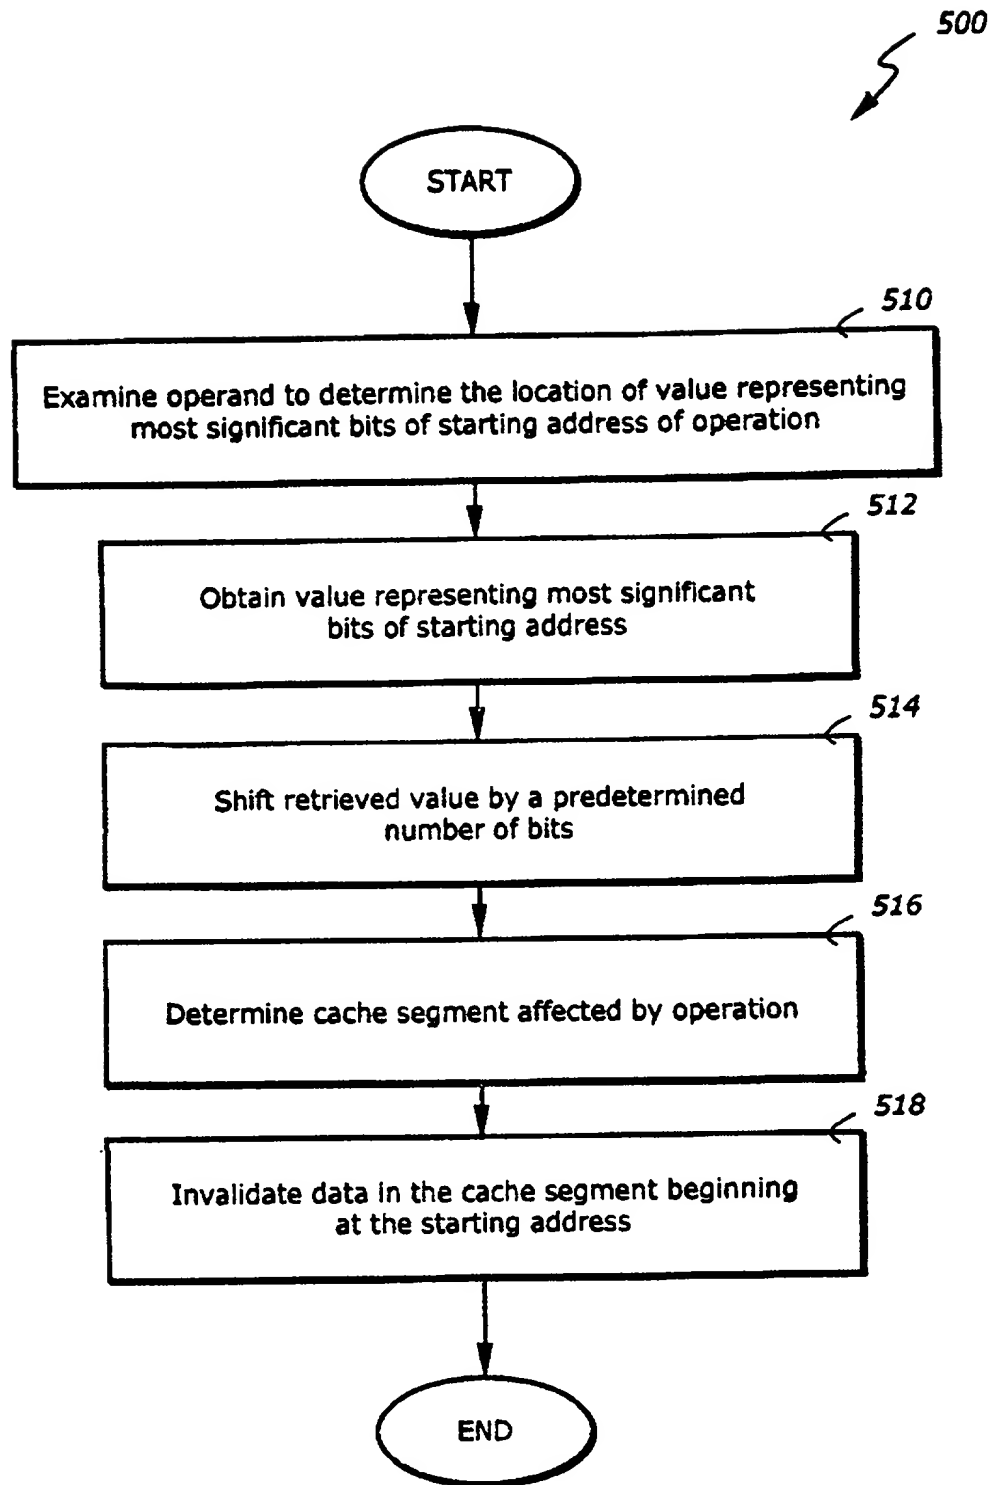 500
START
510
Examine operand to determine the location of value representing
most significant bits of starting address of operation
512
Obtain value representing most significant
bits of starting address
514
Shift retrieved value by a predetermined
number of bits
516
Determine cache segment affected by operation
518
Invalidate data in the cache segment beginning
at the starting address
END